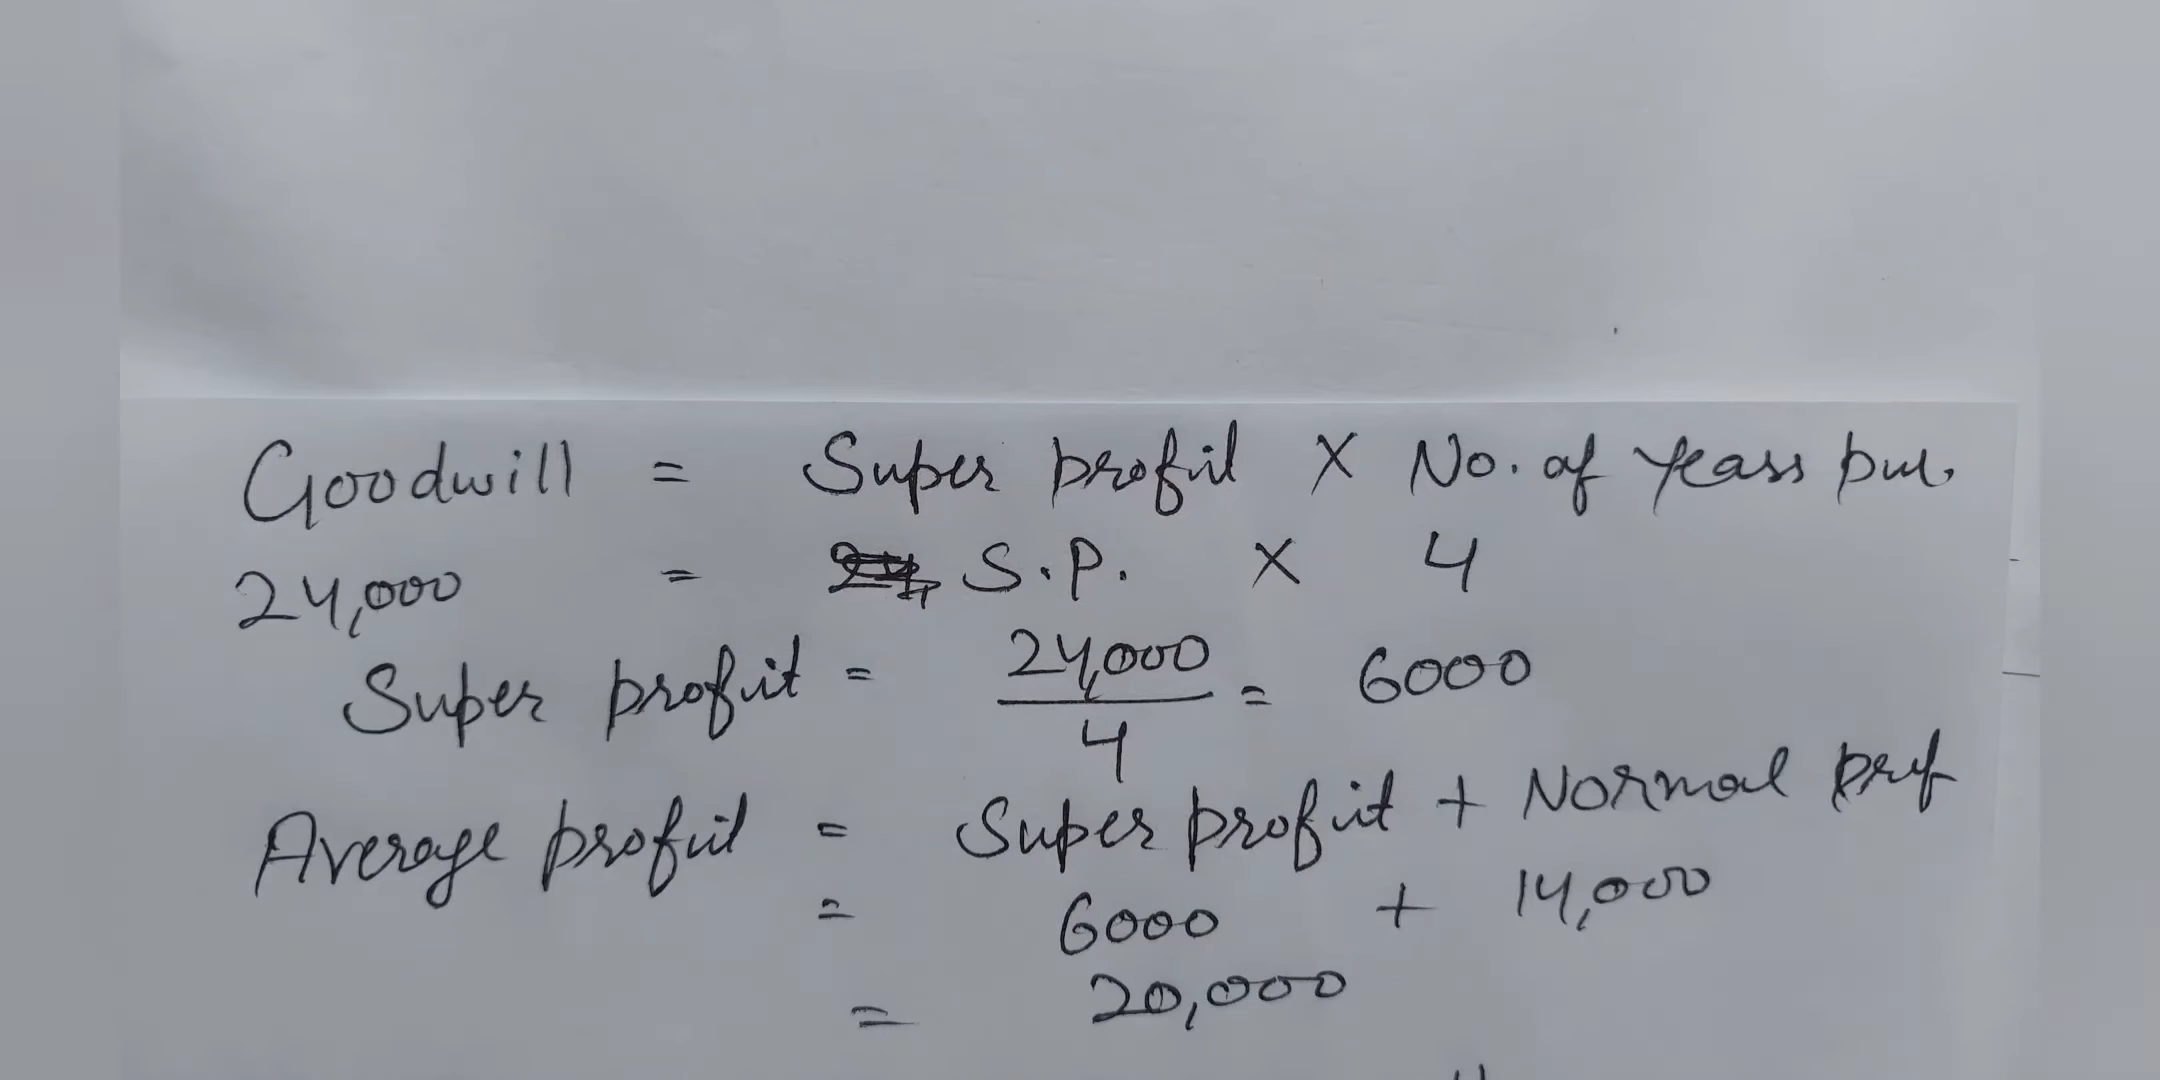 Goodwill = Super profit X No. of years pur.
24,000 = S.P. X 4
Super profit = 24,000 / 4 = 6000
Average profit = Super profit + Normal prof
= 6000 + 14,000
= 20,000